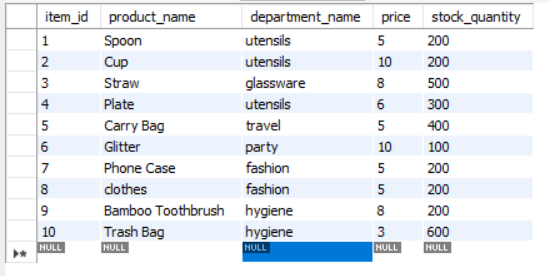 item_id product_name department_name price stock_quantity
1 Spoon utensils 5 200
2 Cup utensils 10 200
3 Straw glassware 8 500
4 Plate utensils 6 300
5 Carry Bag travel 5 400
6 Glitter party 10 100
7 Phone Case fashion 5 200
8 clothes fashion 5 200
9 Bamboo Toothbrush hygiene 8 200
10 Trash Bag hygiene 3 600
NULL NULL NULL NULL NULL